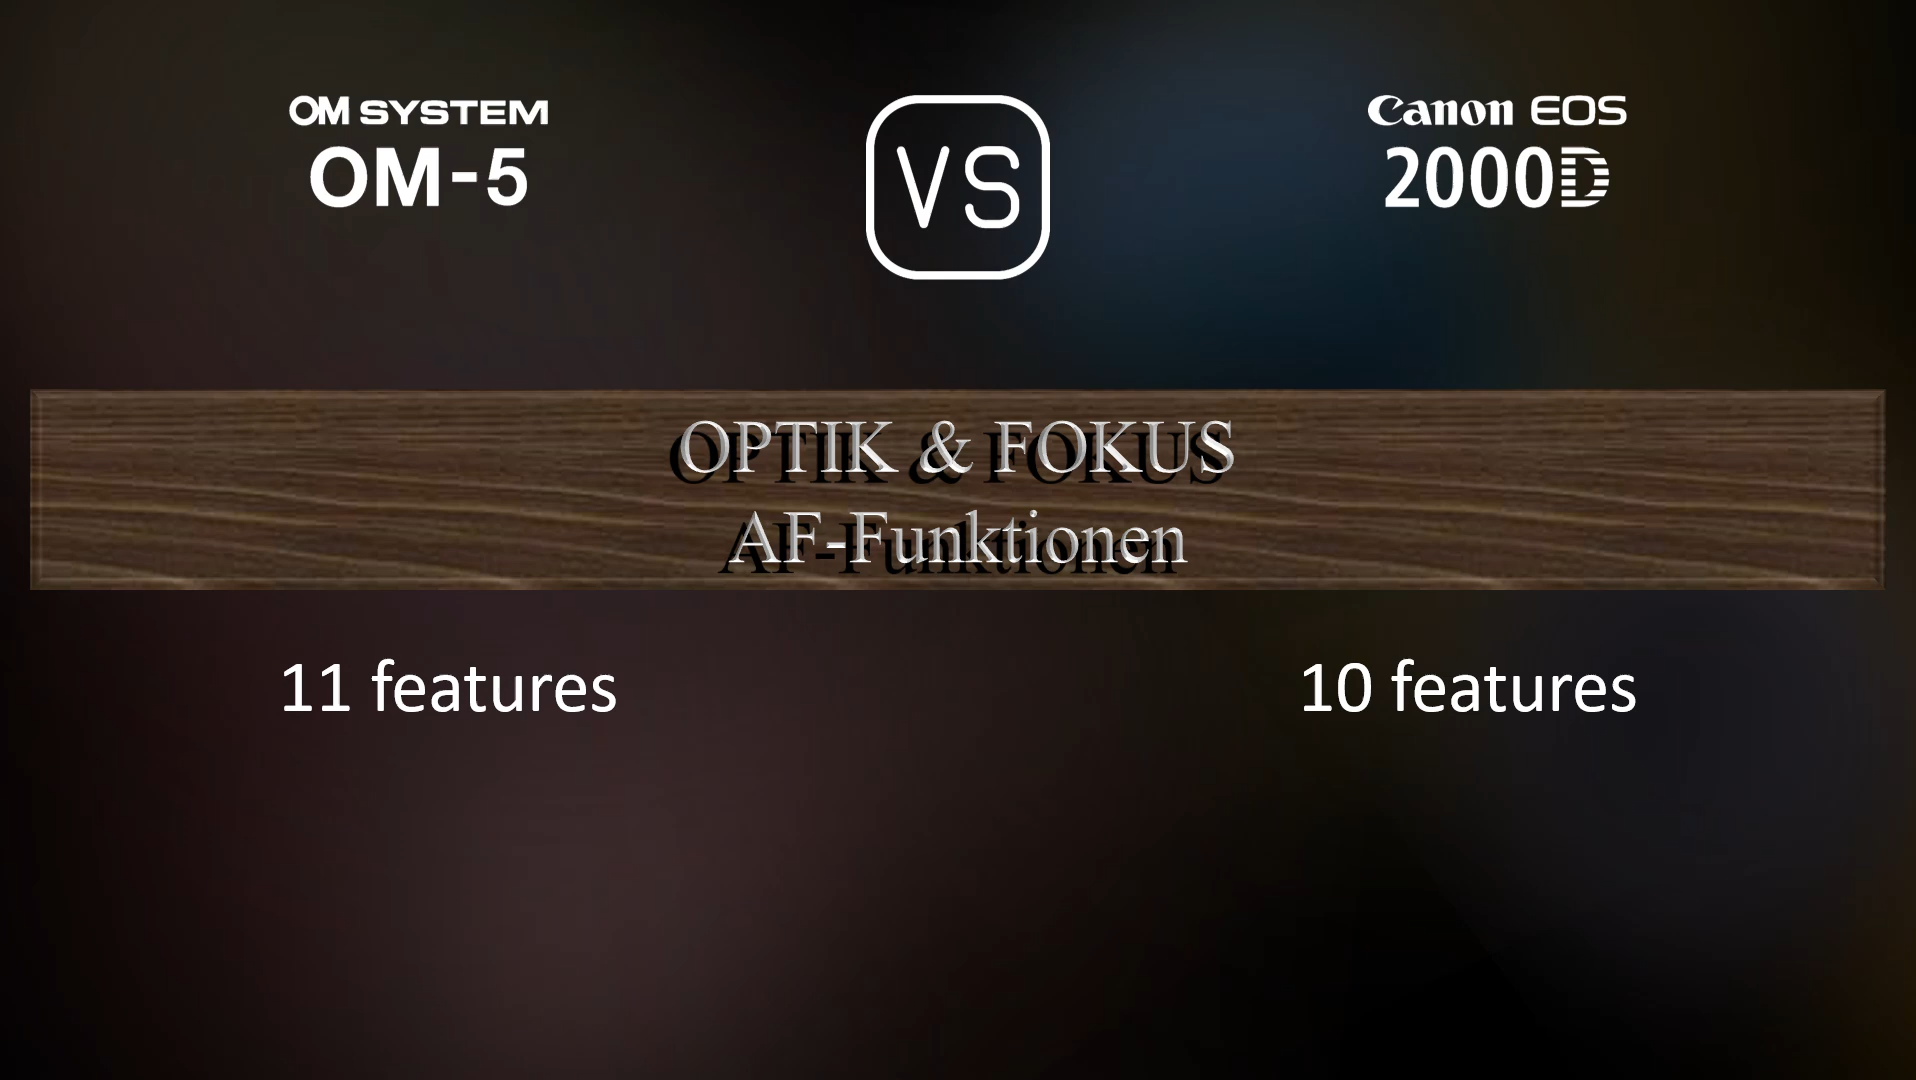 OM SYSTEM
OM-5
VS
Canon EOS
2000D
OPTIK & FOKUS
AF-Funktionen
11 features
10 features